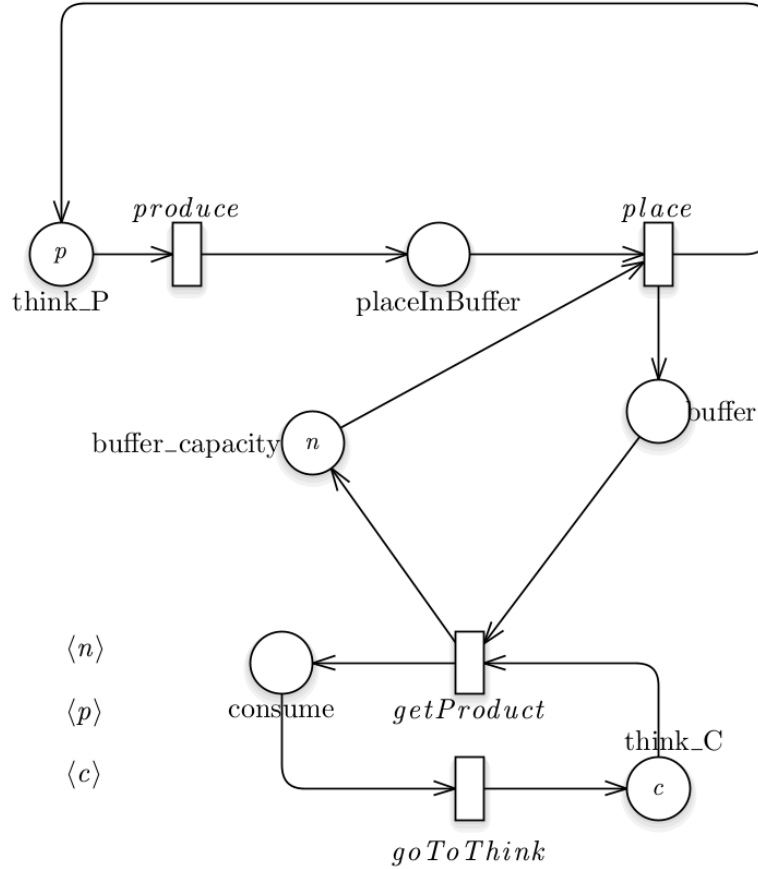 produce
place
p
think_P
placeInBuffer
buffer
buffer_capacity
n
⟨n⟩
⟨p⟩
⟨c⟩
consume
getProduct
think_C
c
goToThink